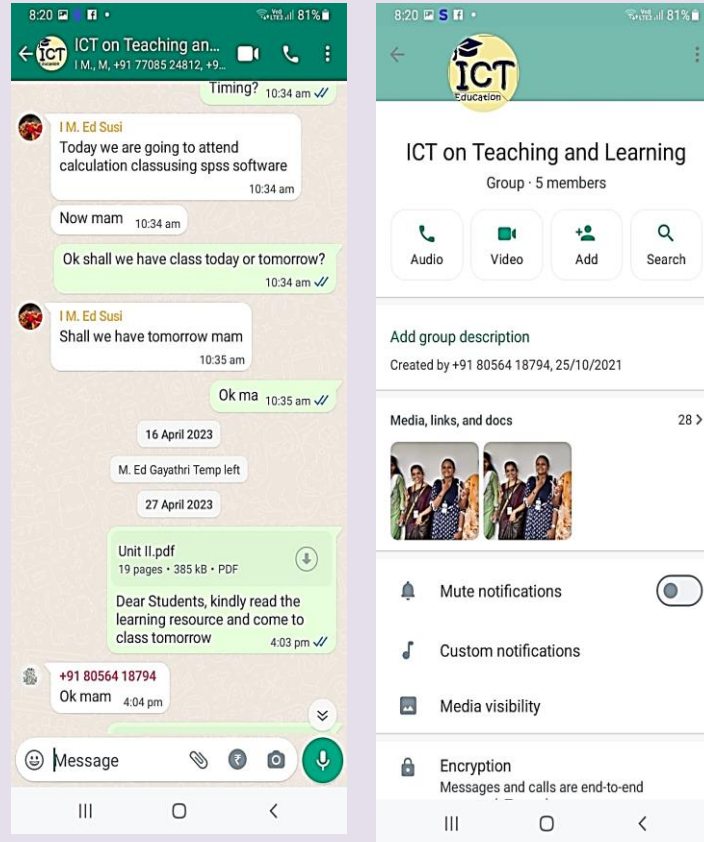 8:20 S 81%
ICT on Teaching an...
I M., M, +91 77085 24812, +9...
ICT
Timing? 10:34 am
I M. Ed Susi
Today we are going to attend
calculation classusing spss software
10:34 am
Now mam 10:34 am
Ok shall we have class today or tomorrow?
10:34 am
I M. Ed Susi
Shall we have tomorrow mam
10:35 am
Ok ma 10:35 am
16 April 2023
M. Ed Gayathri Temp left
27 April 2023
Unit II.pdf
19 pages • 385 kB • PDF
Dear Students, kindly read the
learning resource and come to
class tomorrow 4:03 pm
+91 80564 18794
Ok mam 4:04 pm
Message
8:20 S 81%
ICT
Education
ICT on Teaching and Learning
Group · 5 members
Audio Video Add Search
Add group description
Created by +91 80564 18794, 25/10/2021
Media, links, and docs 28 >
Mute notifications
Custom notifications
Media visibility
Encryption
Messages and calls are end-to-end